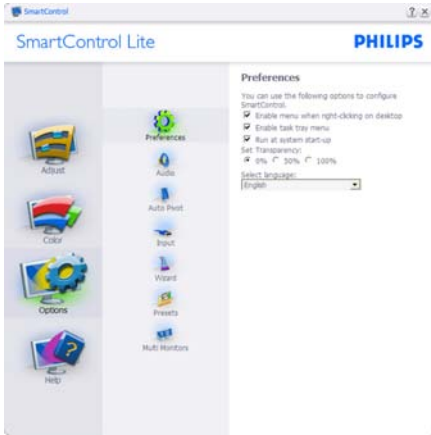 SmartControl
SmartControl Lite
PHILIPS
Adjust
Color
Options
Help
Preferences
Audio
Auto Pivot
Input
Wizard
Presets
Multi Monitors
Preferences
You can use the following options to configure
SmartControl.
Enable menu when right-clicking on desktop
Enable task tray menu
Run at system start-up
Set Transparency:
0% 50% 100%
Select language:
English